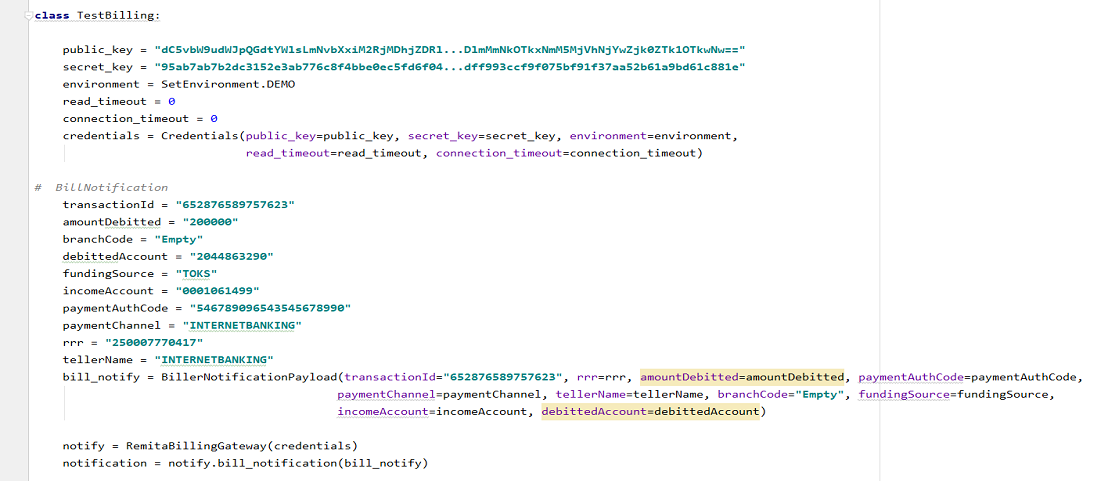 class TestBilling:
public_key = "dC5vbW9udWJpQGdtYWlsLmNvbXxiM2RjMDhjZDRl...DlmMmNkOTkxNmM5MjVhNjYwZjk0ZTk1OTkwNw=="
secret_key = "95ab7ab7b2dc3152e3ab776c8f4bbe0ec5fd6f04...dff993ccf9f075bf91f37aa52b61a9bd61c881e"
environment = SetEnvironment.DEMO
read_timeout = 0
connection_timeout = 0
credentials = Credentials(public_key=public_key, secret_key=secret_key, environment=environment,
read_timeout=read_timeout, connection_timeout=connection_timeout)
# BillNotification
transactionId = "652876589757623"
amountDebitted = "200000"
branchCode = "Empty"
debittedAccount = "2044863290"
fundingSource = "TOKS"
incomeAccount = "0001061499"
paymentAuthCode = "546789096543545678990"
paymentChannel = "INTERNETBANKING"
rrr = "250007770417"
tellerName = "INTERNETBANKING"
bill_notify = BillerNotificationPayload(transactionId="652876589757623", rrr=rrr, amountDebitted=amountDebitted, paymentAuthCode=paymentAuthCode,
paymentChannel=paymentChannel, tellerName=tellerName, branchCode="Empty", fundingSource=fundingSource,
incomeAccount=incomeAccount, debittedAccount=debittedAccount)
notify = RemitaBillingGateway(credentials)
notification = notify.bill_notification(bill_notify)